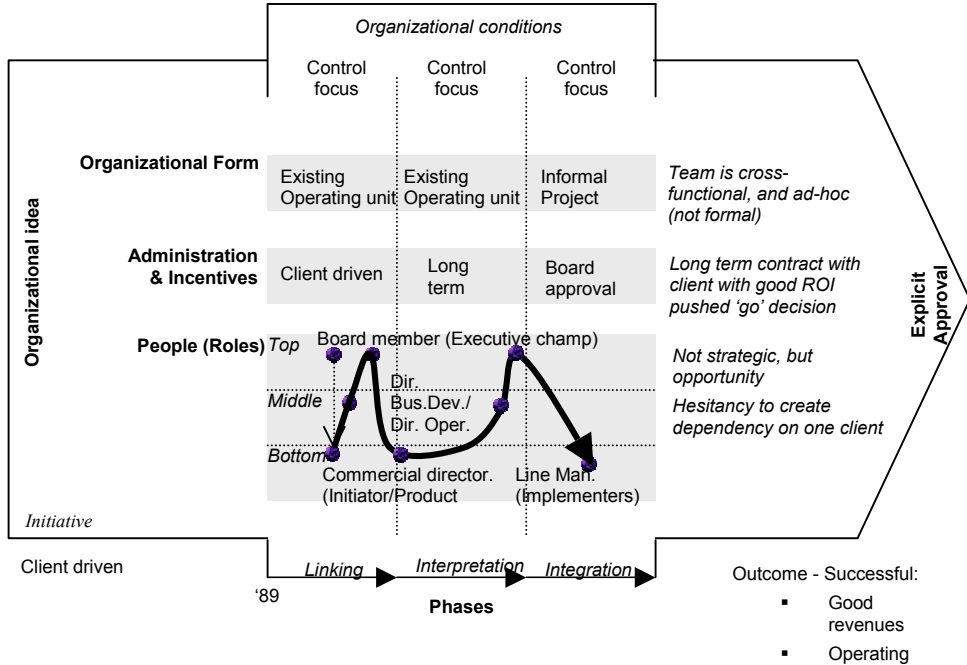 Organizational conditions
Control
focus
Control
focus
Control
focus
Organizational idea
Organizational Form
Existing
Operating unit
Existing
Operating unit
Informal
Project
Team is cross-
functional, and ad-hoc
(not formal)
Administration
& Incentives
Client driven
Long
term
Board
approval
Long term contract with
client with good ROI
pushed ‘go’ decision
Explicit
Approval
People (Roles)
Top
Board member (Executive champ)
Middle
Dir.
Bus.Dev./
Dir. Oper.
Bottom
Commercial director.
(Initiator/Product
Line Man.
(Implementers)
Not strategic, but
opportunity
Hesitancy to create
dependency on one client
Initiative
Client driven
Linking
Interpretation
Integration
‘89
Phases
Outcome - Successful:
▪ Good
revenues
▪ Operating